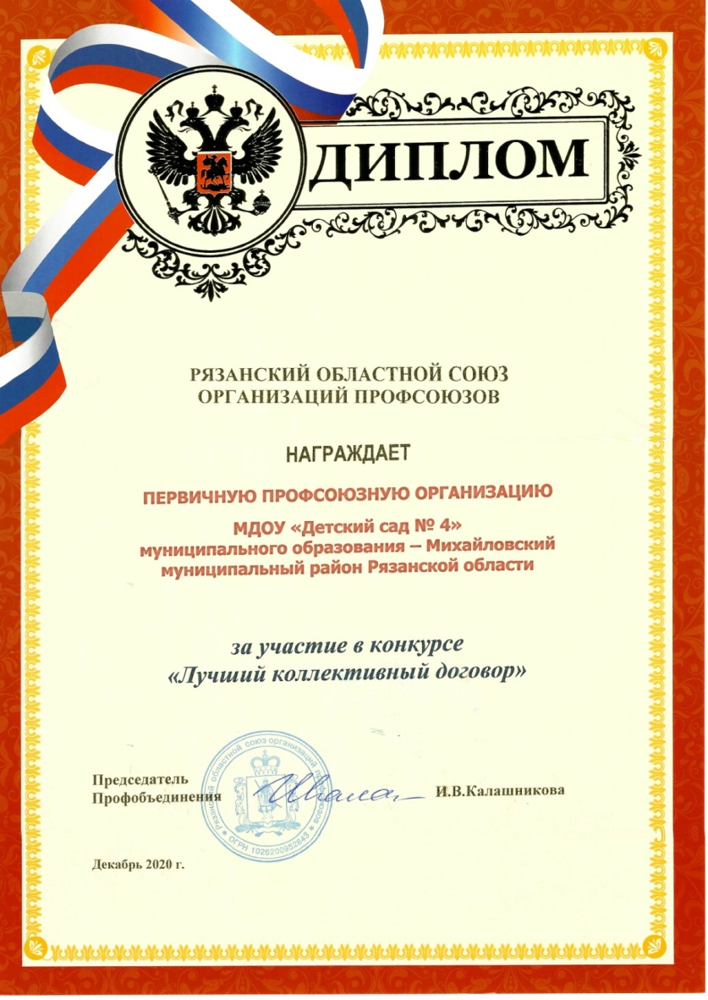 ДИПЛОМ
РЯЗАНСКИЙ ОБЛАСТНОЙ СОЮЗ
ОРГАНИЗАЦИЙ ПРОФСОЮЗОВ
НАГРАЖДАЕТ
ПЕРВИЧНУЮ ПРОФСОЮЗНУЮ ОРГАНИЗАЦИЮ
МДОУ «Детский сад № 4»
муниципального образования – Михайловский
муниципальный район Рязанской области
за участие в конкурсе
«Лучший коллективный договор»
Председатель
Профобъединения
И.В.Калашникова
Рязанский областной союз организаций профсоюзов
ОГРН 1026200952843
Декабрь 2020 г.